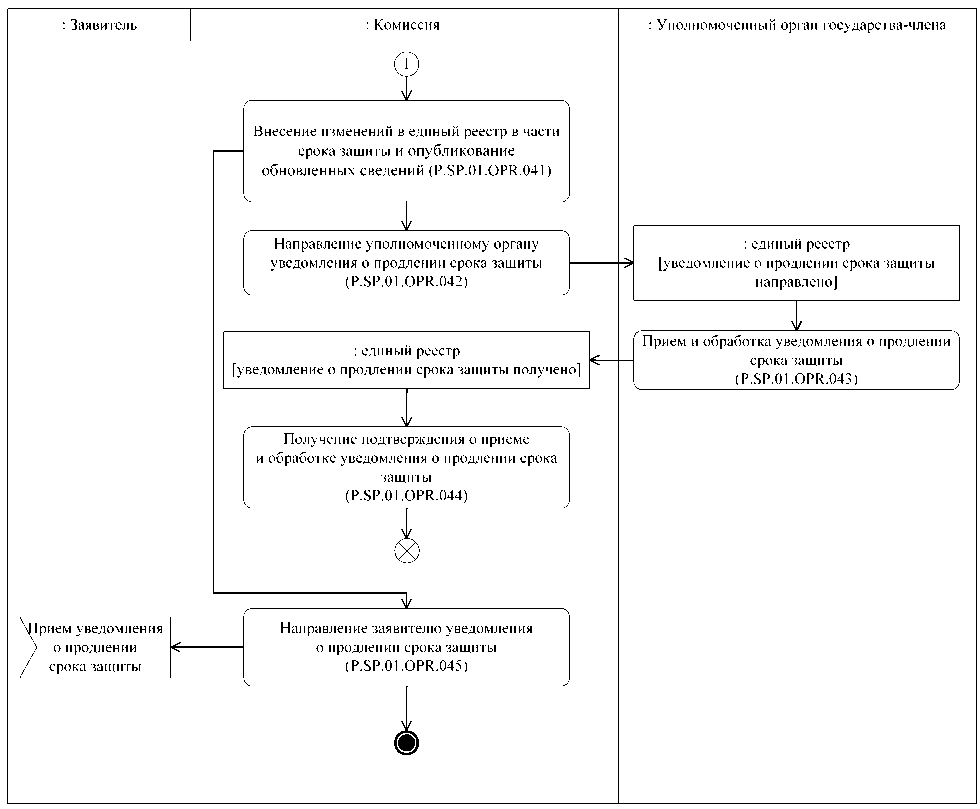 : Заявитель
: Комиссия
: Уполномоченный орган государства-члена
1
Внесение изменений в единый реестр в части
срока защиты и опубликование
обновленных сведений (P.SP.01.OPR.041)
Направление уполномоченному органу
уведомления о продлении срока защиты
(P.SP.01.OPR.042)
: единый реестр
[уведомление о продлении срока защиты
направлено]
Прием и обработка уведомления о продлении
срока защиты
(P.SP.01.OPR.043)
: единый реестр
[уведомление о продлении срока защиты получено]
Получение подтверждения о приеме
и обработке уведомления о продлении срока
защиты
(P.SP.01.OPR.044)
Прием уведомления
о продлении
срока защиты
Направление заявителю уведомления
о продлении срока защиты
(P.SP.01.OPR.045)